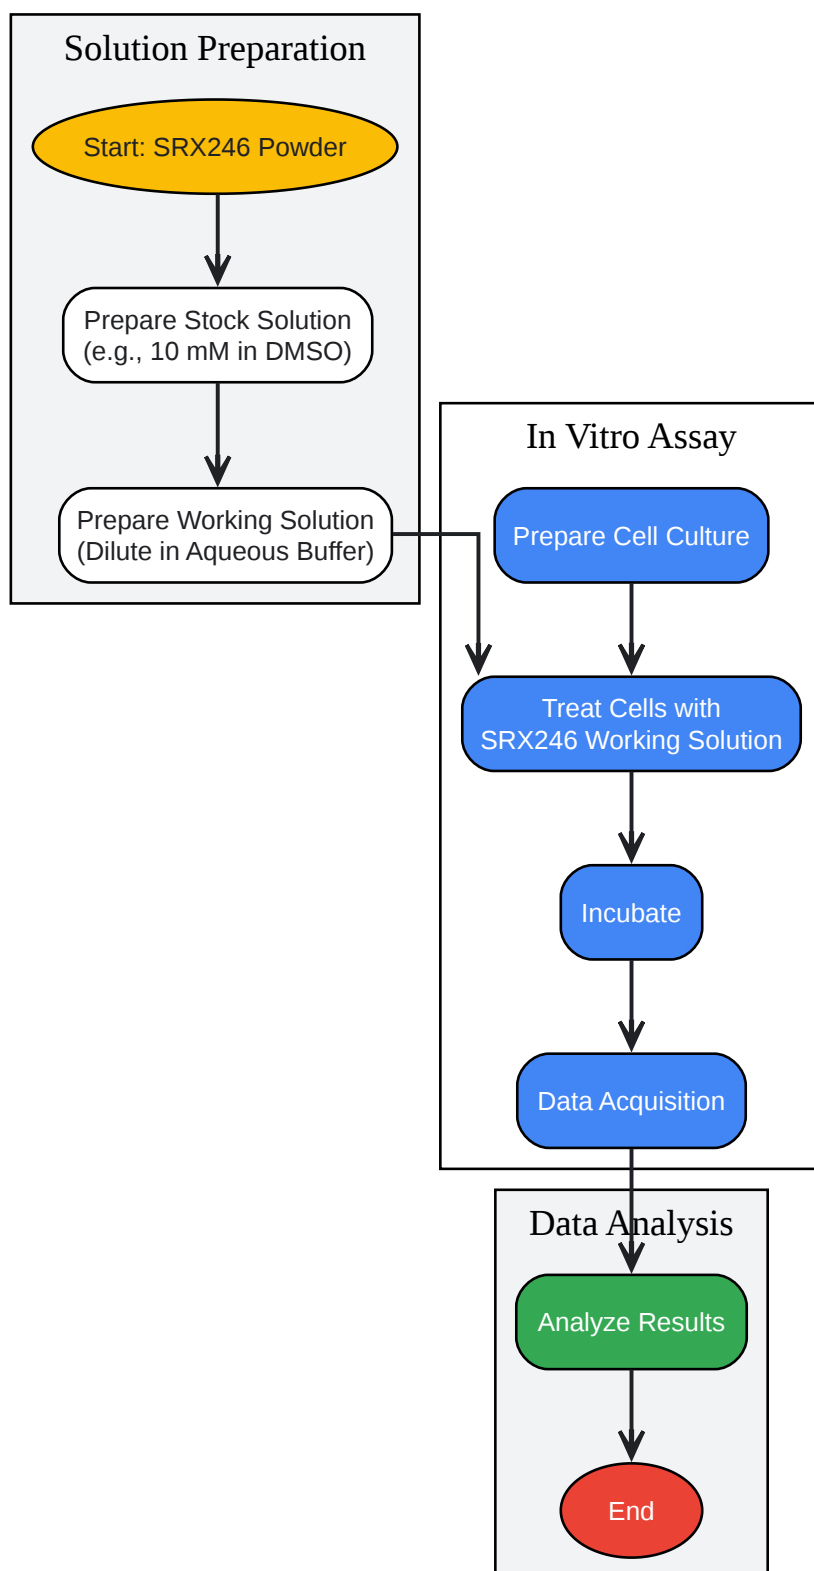 Solution Preparation
Start: SRX246 Powder
Prepare Stock Solution
(e.g., 10 mM in DMSO)
Prepare Working Solution
(Dilute in Aqueous Buffer)
In Vitro Assay
Prepare Cell Culture
Treat Cells with
SRX246 Working Solution
Incubate
Data Acquisition
Data Analysis
Analyze Results
End